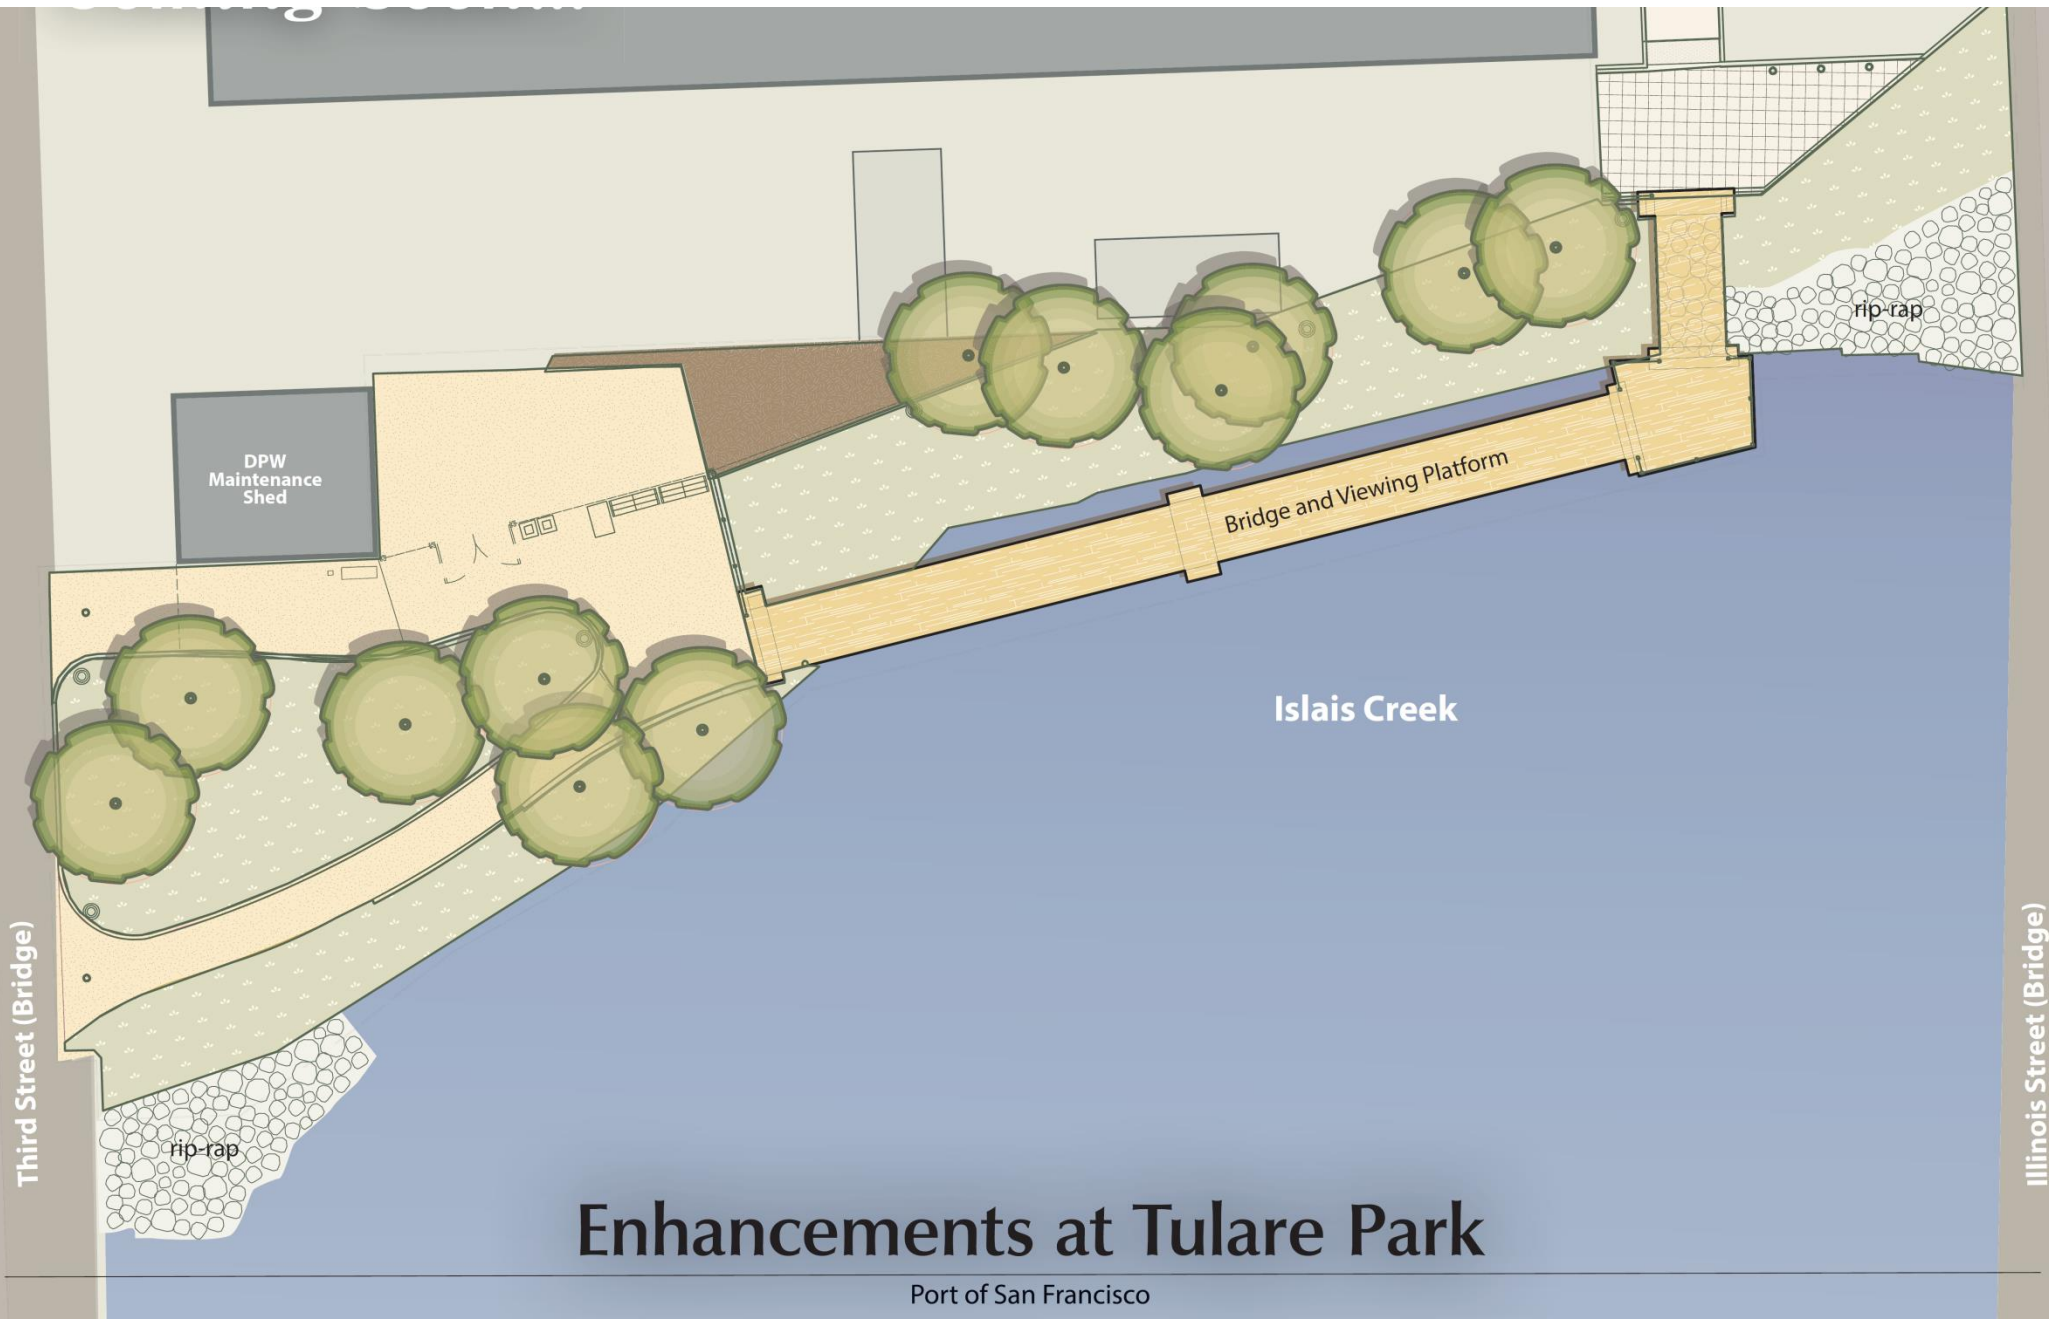 DPW
Maintenance
Shed
rip-rap
Bridge and Viewing Platform
Islais Creek
Third Street (Bridge)
Illinois Street (Bridge)
rip-rap
Enhancements at Tulare Park
Port of San Francisco